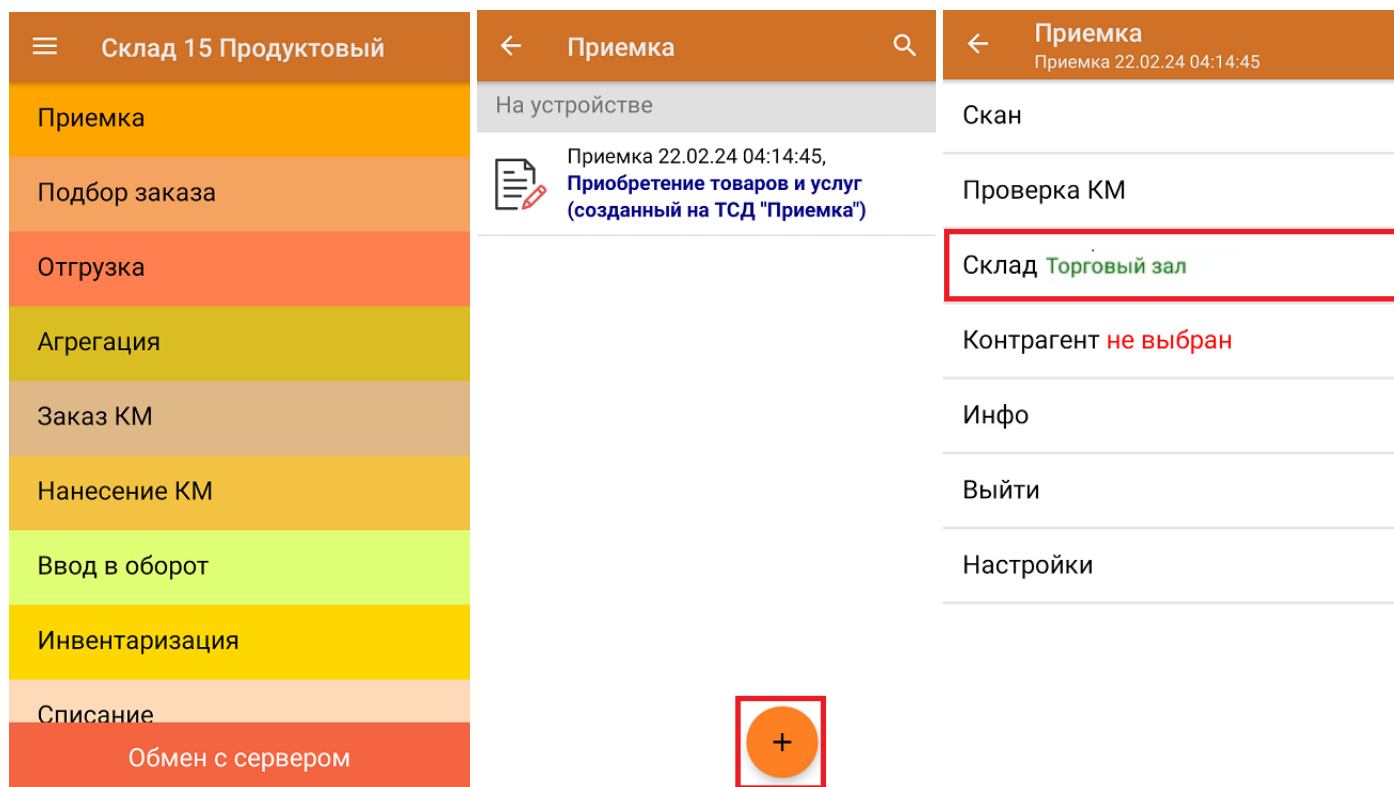 Склад 15 Продуктовый
Приемка
Подбор заказа
Отгрузка
Агрегация
Заказ КМ
Нанесение КМ
Ввод в оборот
Инвентаризация
Списание
Обмен с сервером
Приемка
На устройстве
Приемка 22.02.24 04:14:45,
Приобретение товаров и услуг
(созданный на ТСД "Приемка")
+
Приемка
Приемка 22.02.24 04:14:45
Скан
Проверка КМ
Склад Торговый зал
Контрагент не выбран
Инфо
Выйти
Настройки